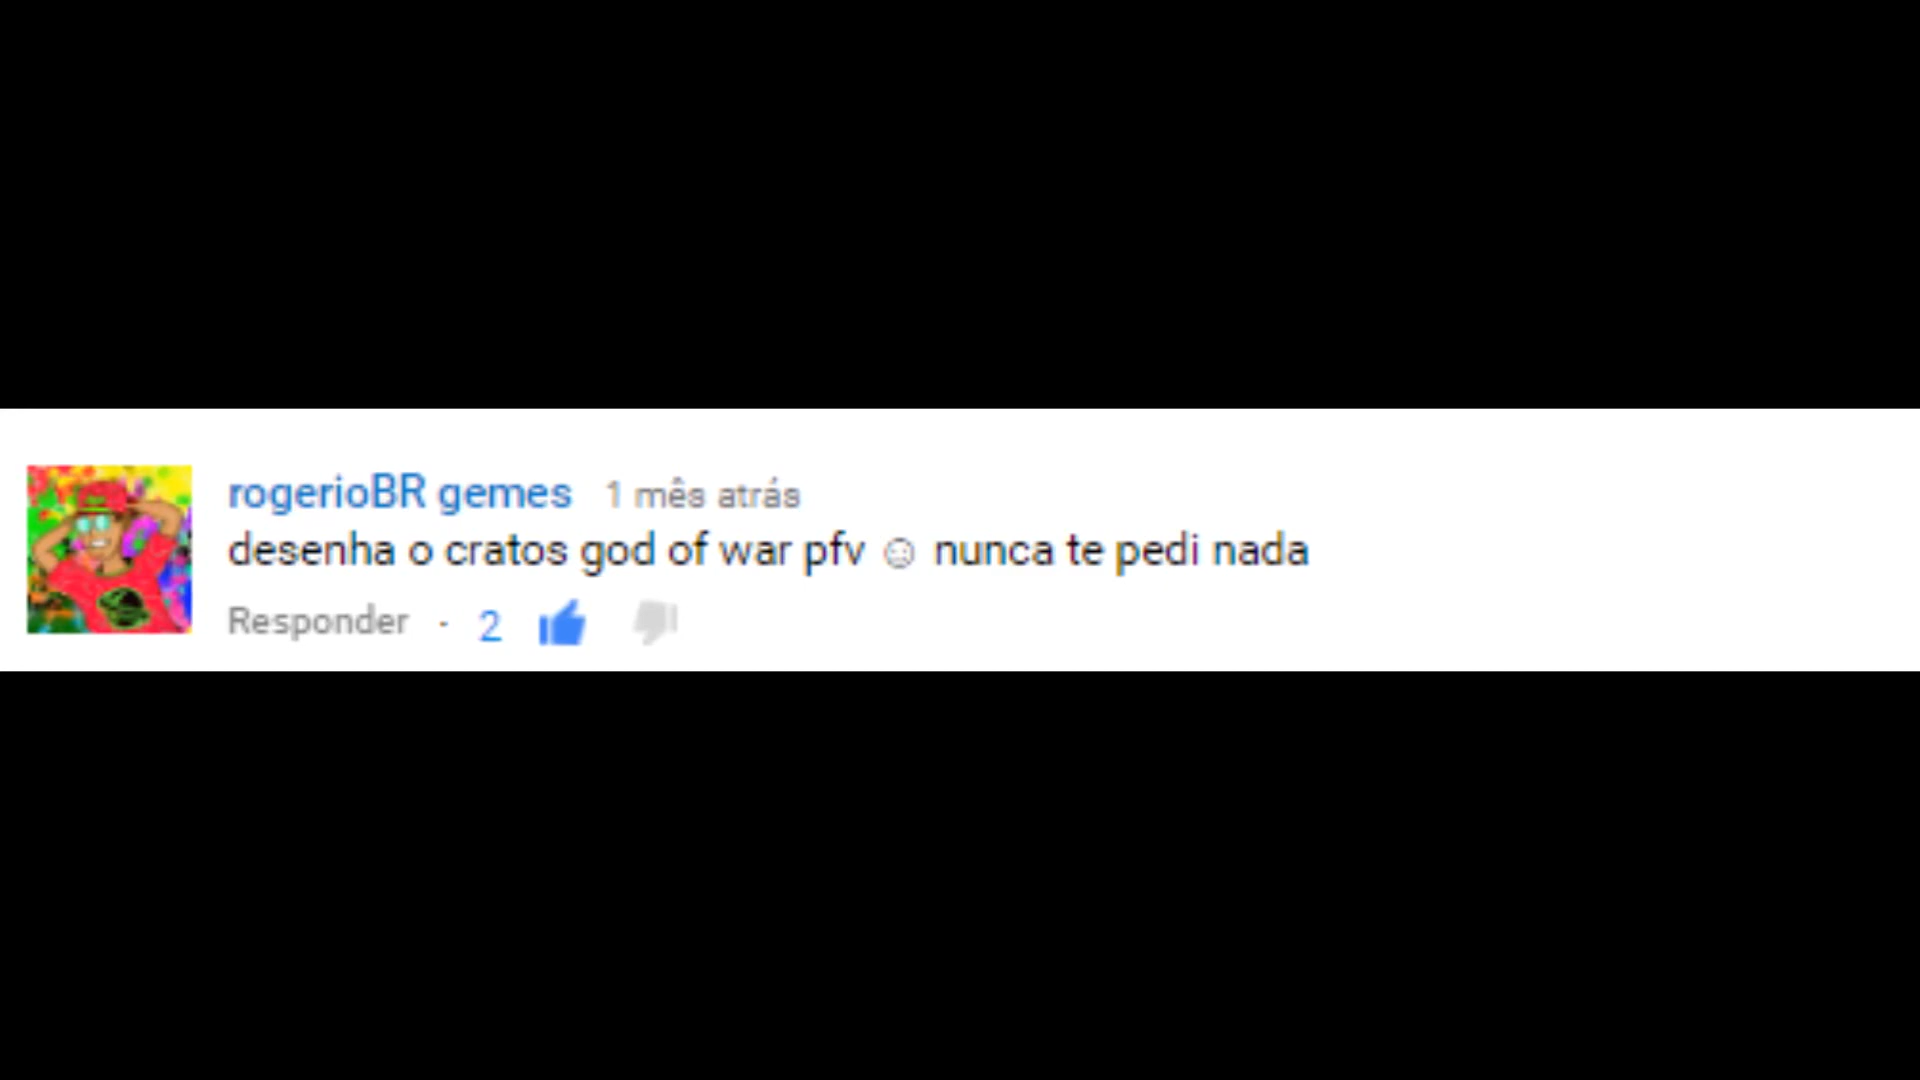 rogerioBR gemes 1 mês atrás
desenha o cratos god of war pfv ☺ nunca te pedi nada
Responder · 2